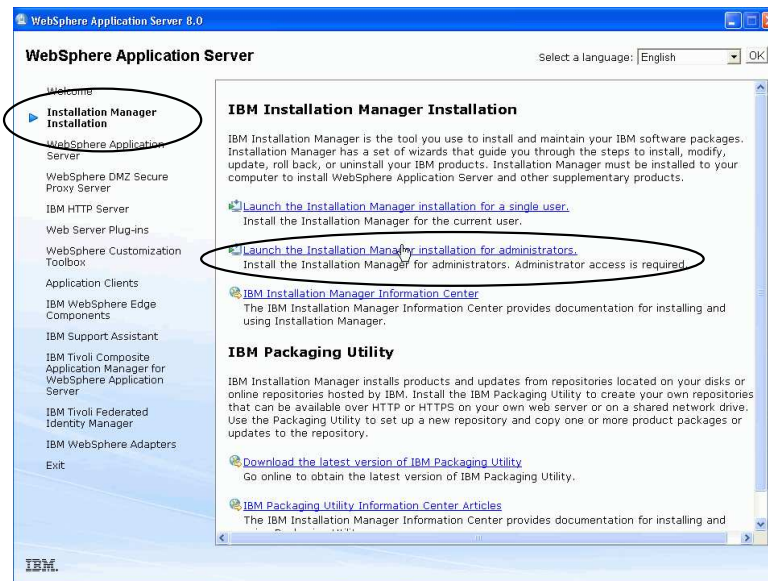 WebSphere Application Server 8.0
WebSphere Application Server
Select a language: English OK
Welcome
Installation Manager
Installation
WebSphere Application
Server
WebSphere DMZ Secure
Proxy Server
IBM HTTP Server
Web Server Plug-ins
WebSphere Customization
Toolbox
Application Clients
IBM WebSphere Edge
Components
IBM Support Assistant
IBM Tivoli Composite
Application Manager for
WebSphere Application
Server
IBM Tivoli Federated
Identity Manager
IBM WebSphere Adapters
Exit
IBM Installation Manager Installation
IBM Installation Manager is the tool you use to install and maintain your IBM software packages.
Installation Manager has a set of wizards that guide you through the steps to install, modify,
update, roll back, or uninstall your IBM products. Installation Manager must be installed to your
computer to install WebSphere Application Server and other supplementary products.
Launch the Installation Manager installation for a single user.
Install the Installation Manager for the current user.
Launch the Installation Manager installation for administrators.
Install the Installation Manager for administrators. Administrator access is required.
IBM Installation Manager Information Center
The IBM Installation Manager Information Center provides documentation for installing and
using Installation Manager.
IBM Packaging Utility
IBM Installation Manager installs products and updates from repositories located on your disks or
online repositories hosted by IBM. Install the IBM Packaging Utility to create your own repositories
that can be available over HTTP or HTTPS on your own web server or on a shared network drive.
Use the Packaging Utility to set up a new repository and copy one or more product packages or
updates to the repository.
Download the latest version of IBM Packaging Utility
Go online to obtain the latest version of IBM Packaging Utility.
IBM Packaging Utility Information Center Articles
The IBM Installation Manager Information Center provides documentation for installing and
IBM.